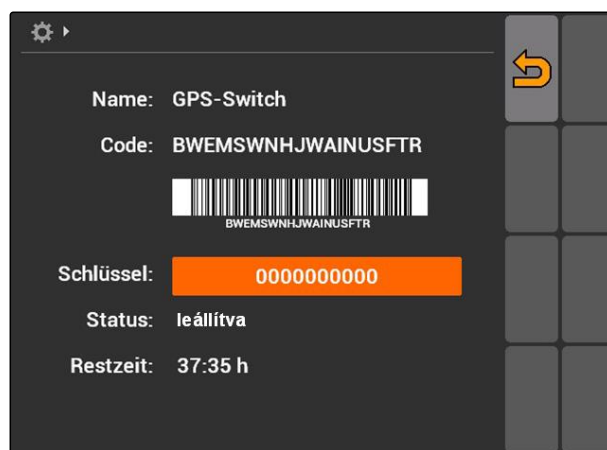 Name: GPS-Switch
Code: BWEMSWNHJWAINUSFTR
BWEMSWNHJWAINUSFTR
Schlüssel: 0000000000
Status: leállítva
Restzeit: 37:35 h